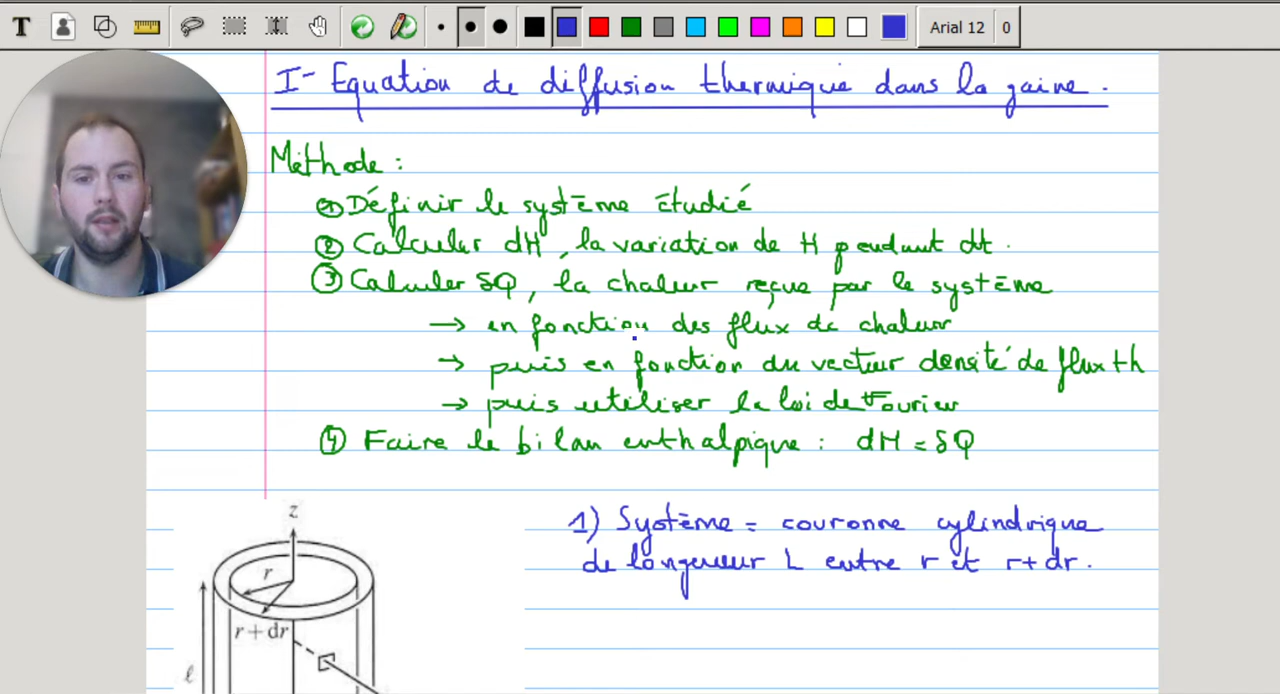 T Arial 12 0
I- Equation de diffusion thermique dans la gaine.
Méthode :
① Définir le système étudié
② Calculer dH, la variation de H pendant dt.
③ Calculer δQ, la chaleur reçue par le système
→ en fonction des flux de chaleur
→ puis en fonction du vecteur densité de flux th
→ puis utiliser la loi de Fourier
④ Faire le bilan enthalpique : dH = δQ
1) Système = couronne cylindrique
de longueur L entre r et r+dr.
z
r
r + dr
ℓ